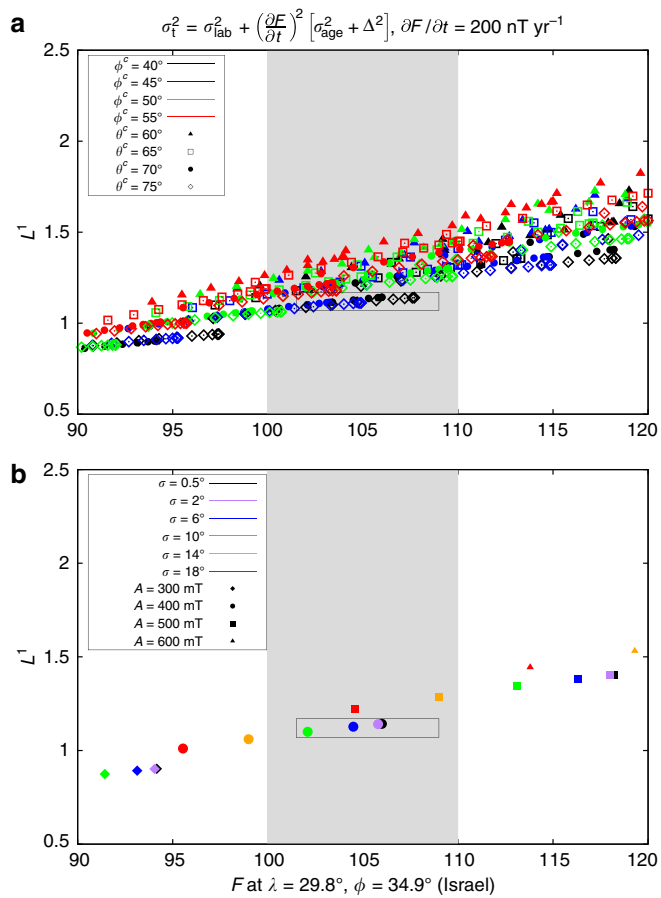 σ_t^2 = σ_lab^2 + (∂F/∂t)^2 [σ_age^2 + Δ^2], ∂F/∂t = 200 nT yr⁻¹
a
ϕ^c = 40°
ϕ^c = 45°
ϕ^c = 50°
ϕ^c = 55°
θ^c = 60°
θ^c = 65°
θ^c = 70°
θ^c = 75°
2.5
2
1.5
1
0.5
L¹
90 95 100 105 110 115 120
b
σ = 0.5°
σ = 2°
σ = 6°
σ = 10°
σ = 14°
σ = 18°
A = 300 mT
A = 400 mT
A = 500 mT
A = 600 mT
2.5
2
1.5
1
0.5
L¹
90 95 100 105 110 115 120
F at λ = 29.8°, ϕ = 34.9° (Israel)